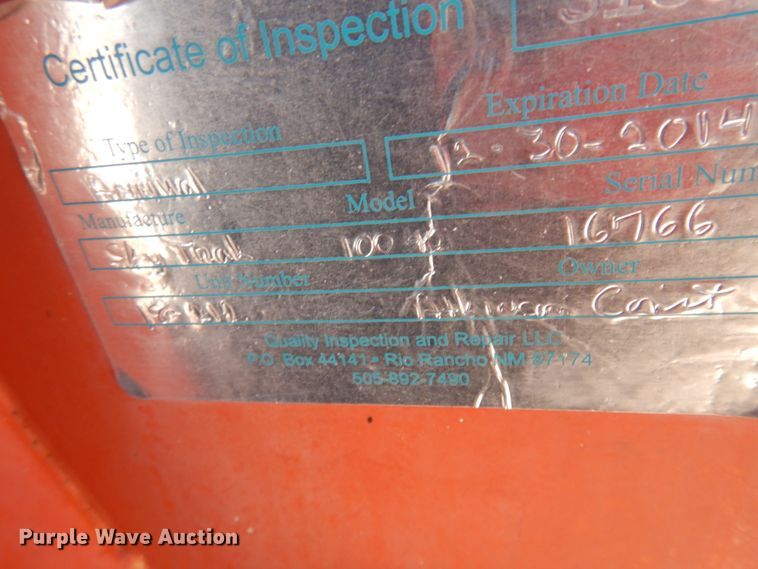 Certificate of Inspection
Type of Inspection
Expiration Date
12-30-2014
Annual
Manufacture Model Serial Num
Sky Trak 100 16766
Unit Number Owner
Const
Quality Inspection and Repair LLC
P.O. Box 44141 • Rio Rancho NM 87174
505-892-7490
Purple Wave Auction